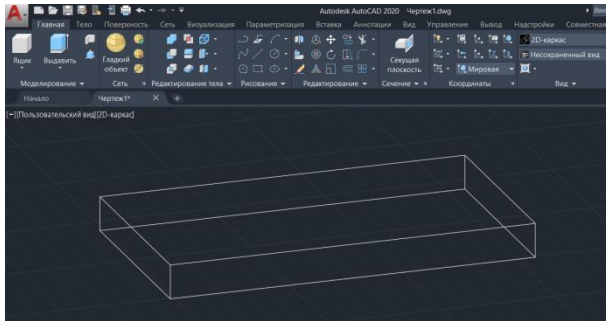 Autodesk AutoCAD 2020 Чертеж1.dwg
Главная Тело Поверхность Сеть Визуализация Параметризация Вставка Аннотации Вид Управление Вывод Надстройки Совместная
Ящик Выдавить Гладкий объект Секущая плоскость 2D-каркас
Несохраненный вид
Мировая
Моделирование Сеть Редактирование тела Рисование Редактирование Сечение Координаты Вид
Начало Чертеж1* × +
[−][Пользовательский вид][2D-каркас]